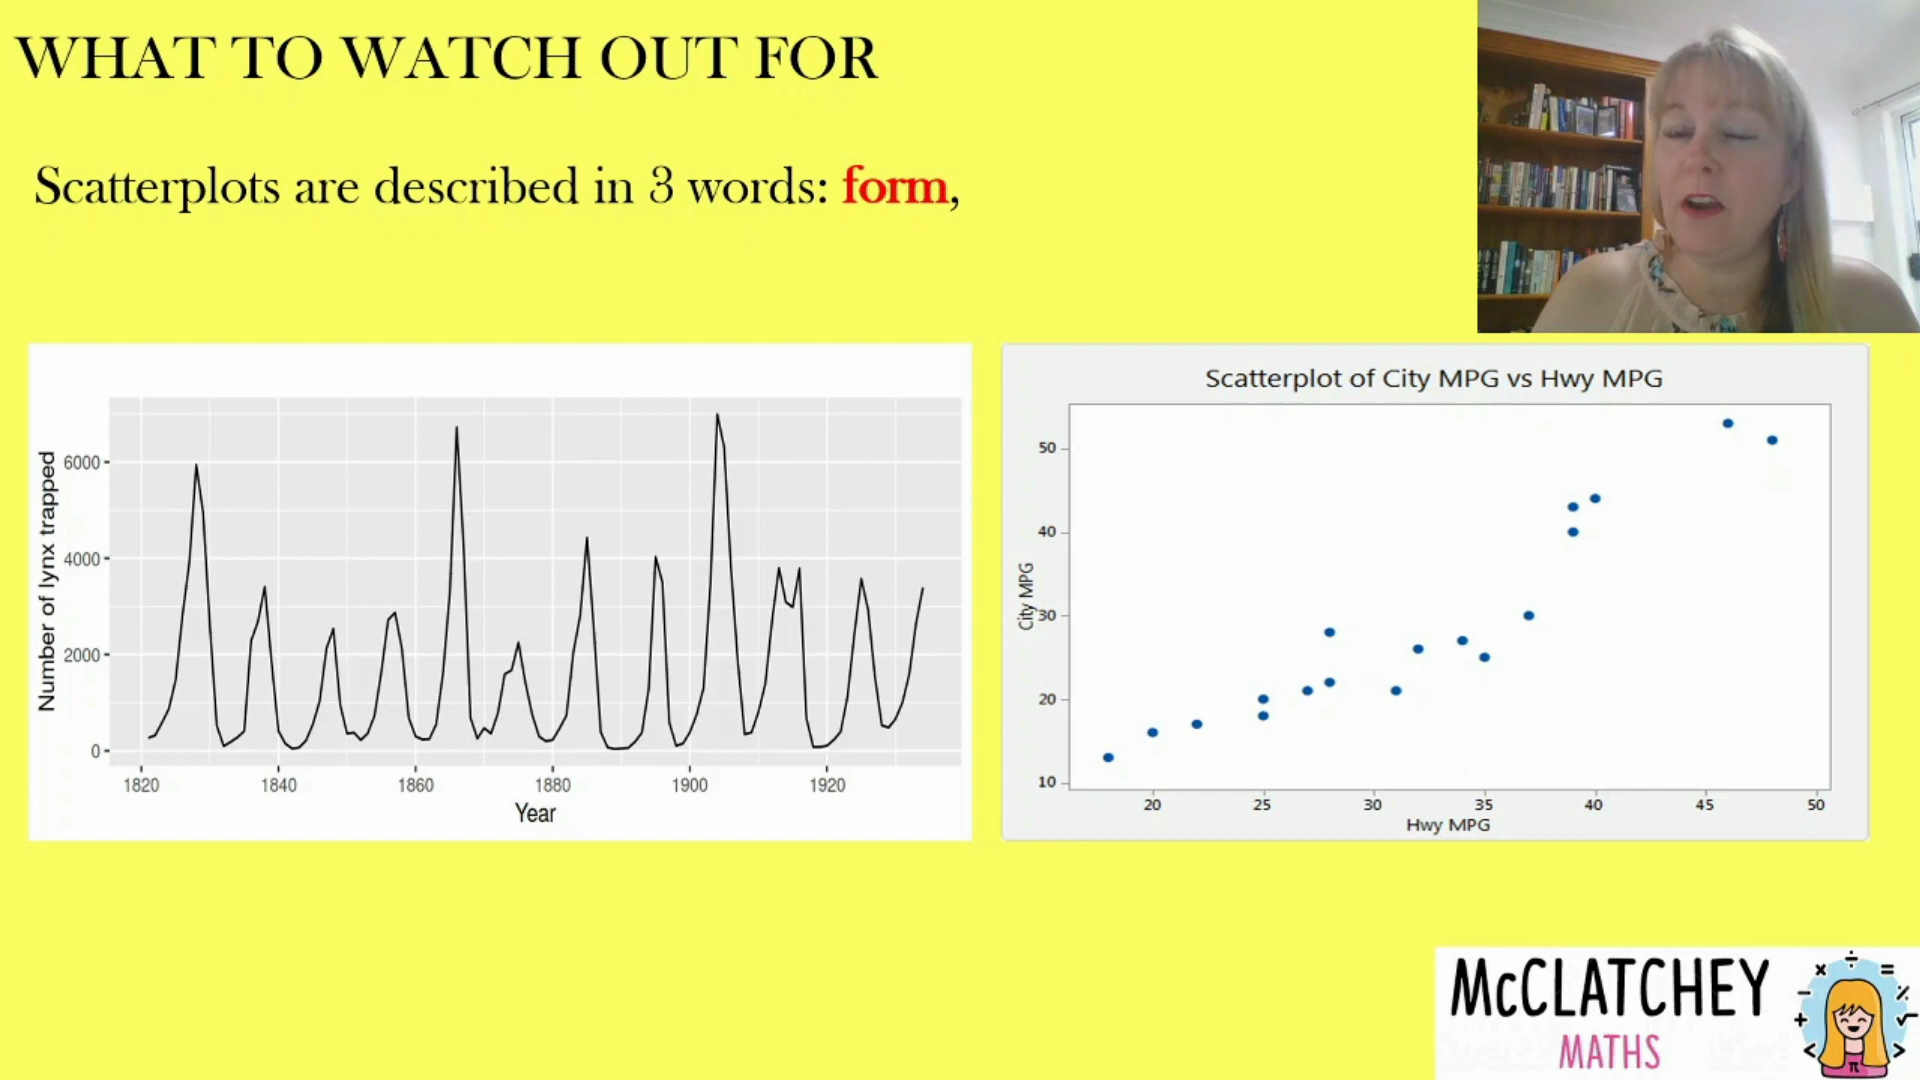 WHAT TO WATCH OUT FOR
Scatterplots are described in 3 words: form,
Number of lynx trapped
6000
4000
2000
0
1820
1840
1860
1880
1900
1920
Year
Scatterplot of City MPG vs Hwy MPG
City MPG
50
40
30
20
10
20
25
30
35
40
45
50
Hwy MPG
McCLATCHEY
MATHS
× ÷ =
- %
+ √
< π >